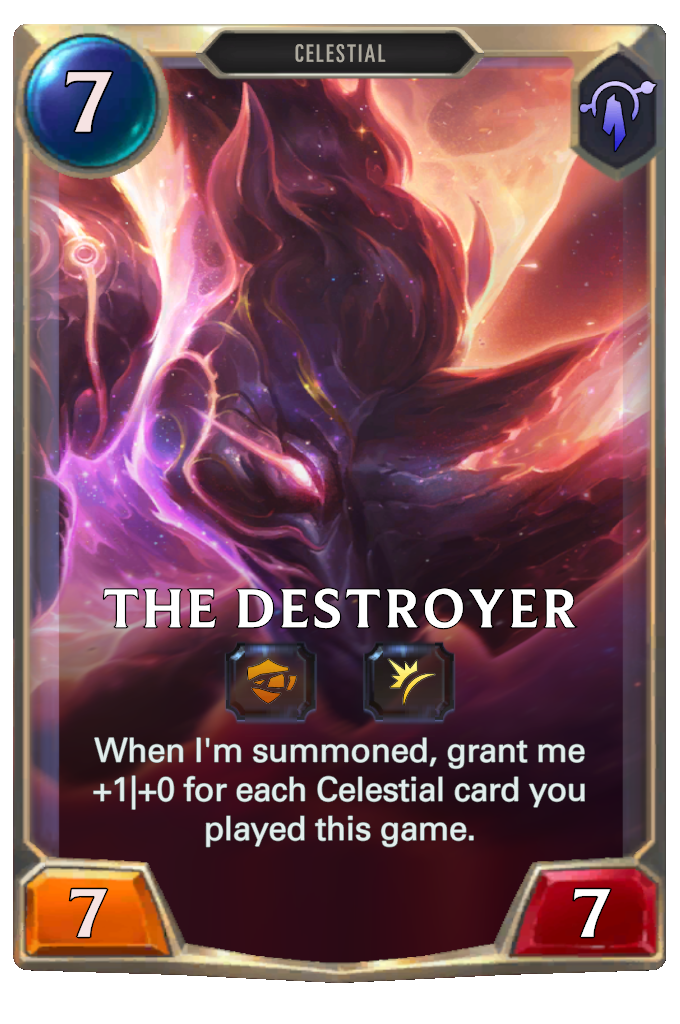 7
CELESTIAL
THE DESTROYER
When I'm summoned, grant me
+1|+0 for each Celestial card you
played this game.
7
7